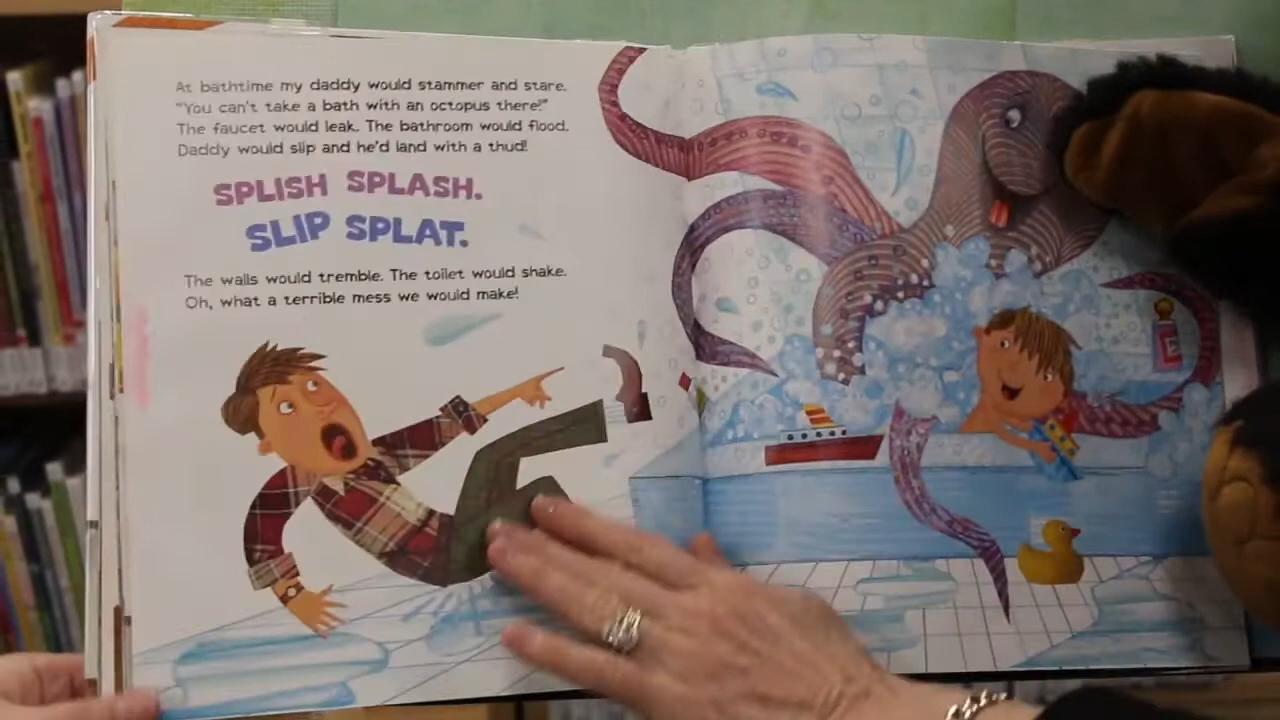 At bathtime my daddy would stammer and stare.
"You can't take a bath with an octopus there!"
The faucet would leak. The bathroom would flood.
Daddy would slip and he'd land with a thud!
SPLISH SPLASH.
SLIP SPLAT.
The walls would tremble. The toilet would shake.
Oh, what a terrible mess we would make!